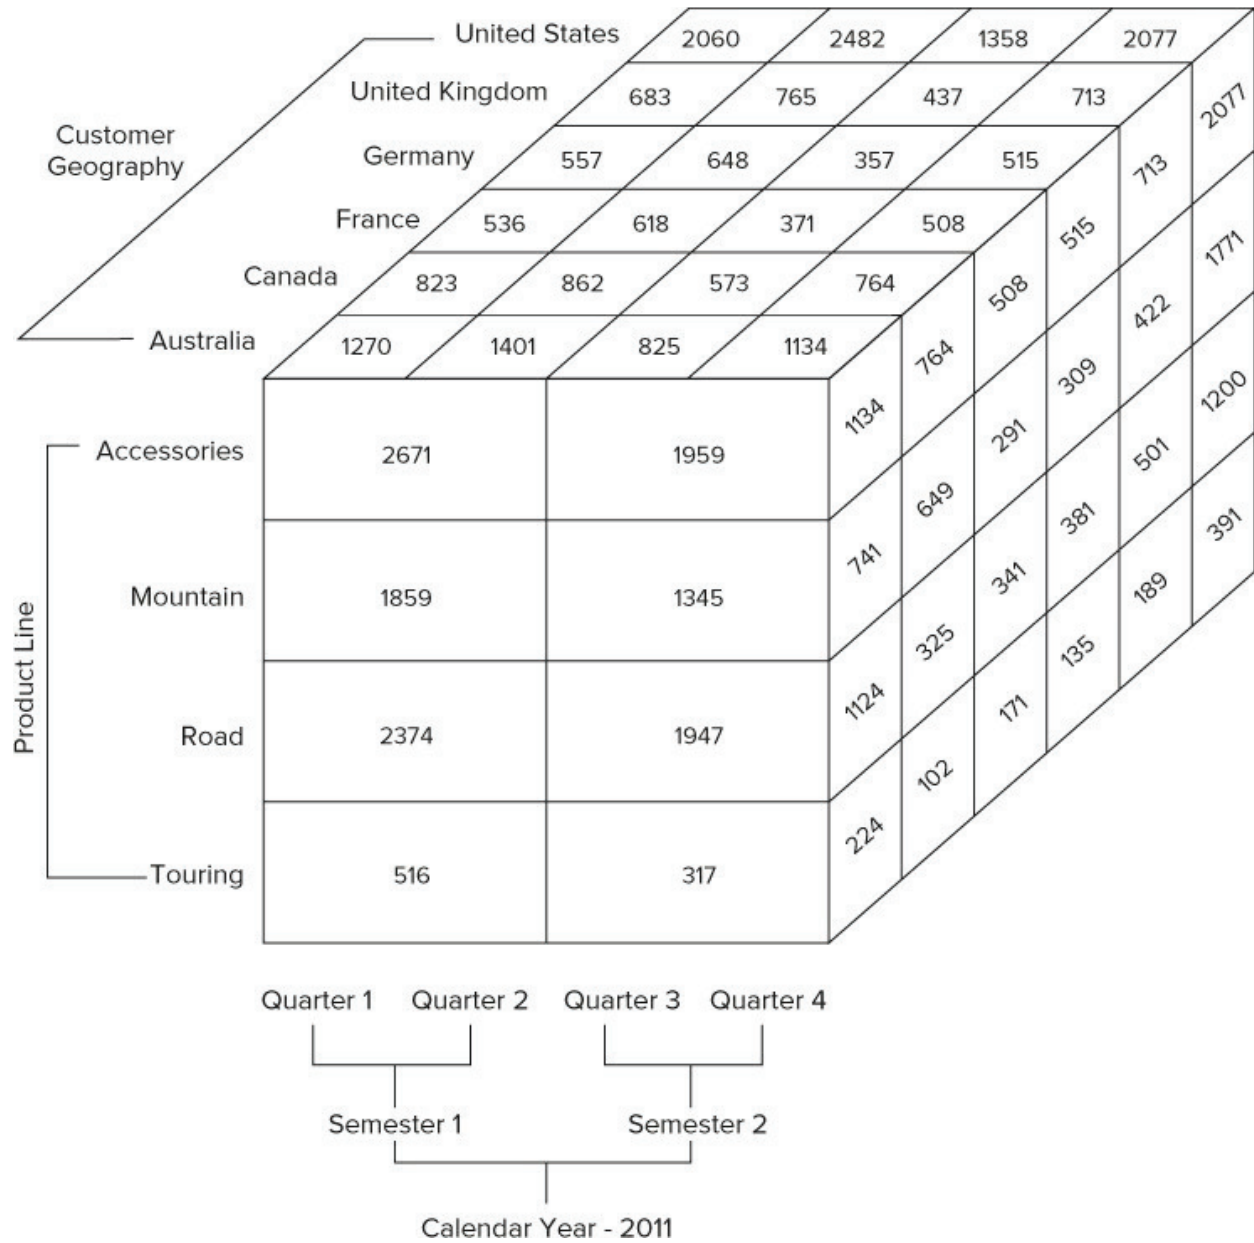 United States 2060 2482 1358 2077
United Kingdom 683 765 437 713
Customer
Geography
Germany 557 648 357 515
France 536 618 371 508
Canada 823 862 573 764
Australia 1270 1401 825 1134
2077
713 1771
515 422 1200
508 309 501 391
764 291 381 189
1134 649 341 135
741 325 171
1124 102
224
Product Line
Accessories 2671 1959
Mountain 1859 1345
Road 2374 1947
Touring 516 317
Quarter 1 Quarter 2 Quarter 3 Quarter 4
Semester 1 Semester 2
Calendar Year - 2011